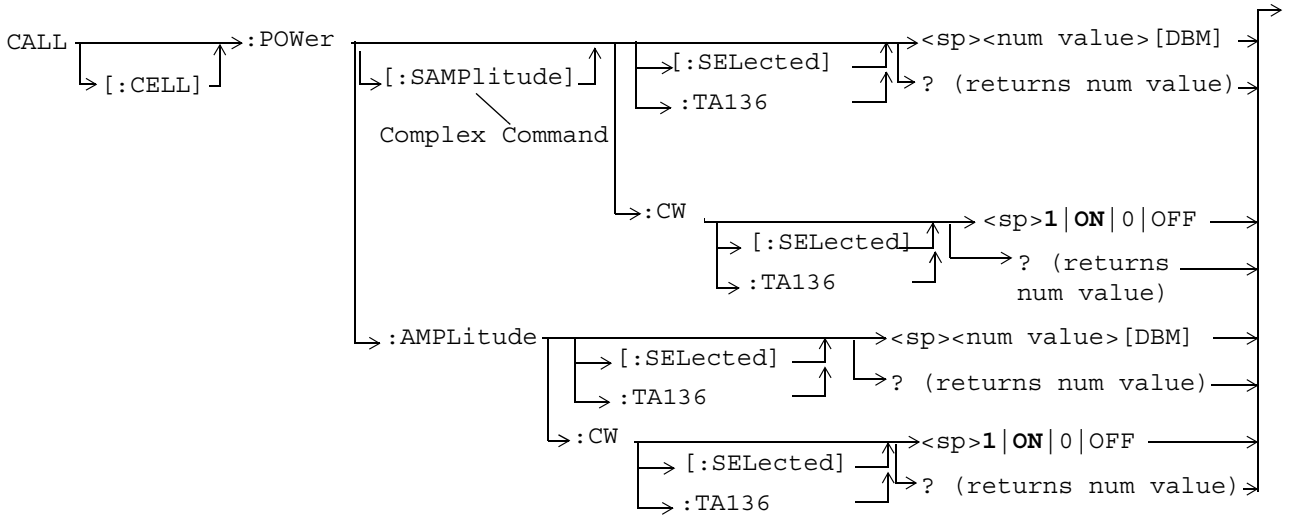 CALL :POWer <sp><num value>[DBM]
[:CELL] [:SAMPlitude] [:SELected] ? (returns num value)
:TA136
Complex Command
:CW <sp>1|ON|0|OFF
[:SELected] ? (returns
:TA136 num value)
:AMPLitude <sp><num value>[DBM]
[:SELected] ? (returns num value)
:TA136
:CW <sp>1|ON|0|OFF
[:SELected] ? (returns num value)
:TA136